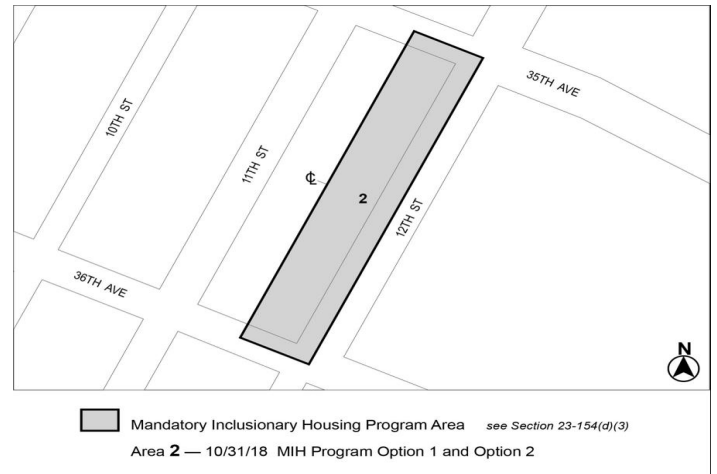 35TH AVE
10TH ST
11TH ST
℄
2
12TH ST
36TH AVE
N
Mandatory Inclusionary Housing Program Area see Section 23-154(d)(3)
Area 2 — 10/31/18 MIH Program Option 1 and Option 2